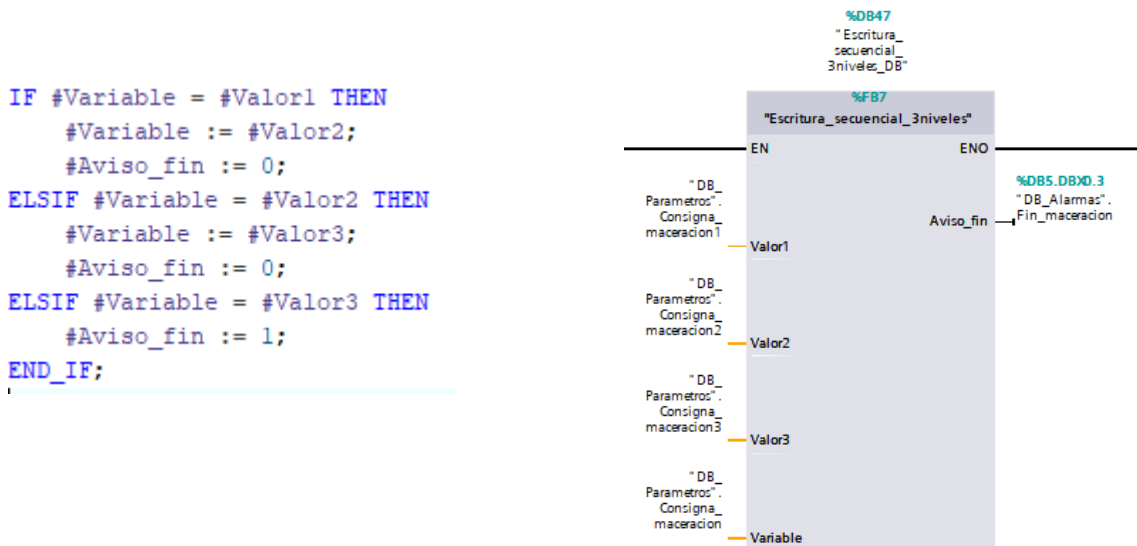 IF #Variable = #Valor1 THEN
#Variable := #Valor2;
#Aviso_fin := 0;
ELSIF #Variable = #Valor2 THEN
#Variable := #Valor3;
#Aviso_fin := 0;
ELSIF #Variable = #Valor3 THEN
#Aviso_fin := 1;
END_IF;
%DB47
"Escritura_
secuencial_
3niveles_DB"
%FB7
"Escritura_secuencial_3niveles"
EN
ENO
"DB_
Parametros".
Consigna_
maceracion1
Valor1
%DB5.DBX0.3
"DB_Alarmas".
Fin_maceracion
Aviso_fin
"DB_
Parametros".
Consigna_
maceracion2
Valor2
"DB_
Parametros".
Consigna_
maceracion3
Valor3
"DB_
Parametros".
Consigna_
maceracion
Variable